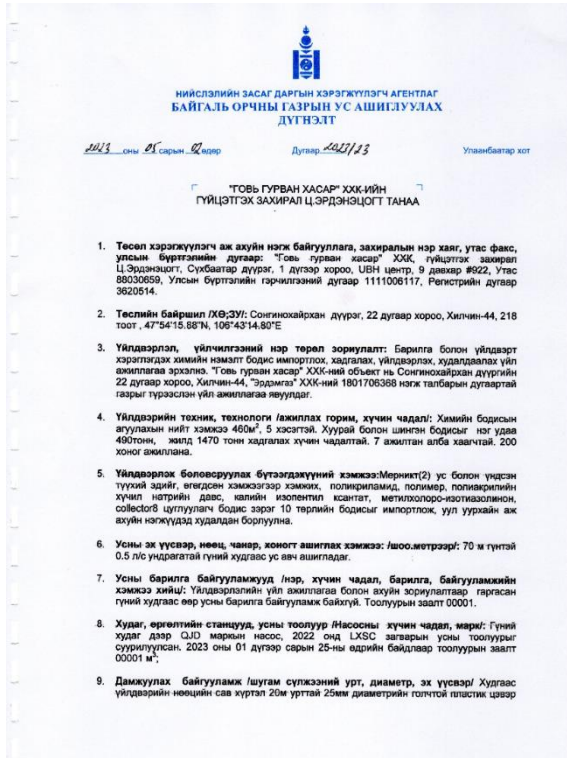 НИЙСЛЭЛИЙН ЗАСАГ ДАРГЫН ХЭРЭГЖҮҮЛЭГЧ АГЕНТЛАГ
БАЙГАЛЬ ОРЧНЫ ГАЗРЫН УС АШИГЛУУЛАХ
ДҮГНЭЛТ
2023 оны 05 сарын 02 өдөр Дугаар 2023/23 Улаанбаатар хот
"ГОВЬ ГУРВАН ХАСАР" ХХК-ИЙН
ГҮЙЦЭТГЭХ ЗАХИРАЛ Ц.ЭРДЭНЭЦОГТ ТАНАА
1. Төсөл хэрэгжүүлэгч аж ахуйн нэгж байгууллага, захиралын нэр хаяг, утас факс,
улсын бүртгэлийн дугаар: "Говь гурван хасар" ХХК, гүйцэтгэх захирал
Ц.Эрдэнэцогт, Сүхбаатар дүүрэг, 1 дүгээр хороо, UBH центр, 9 давхар #922, Утас
88030659, Улсын бүртгэлийн гэрчилгээний дугаар 1111006117, Регистрийн дугаар
3620514.
2. Төслийн байршил /ХӨ;ЗУ/: Сонгинохайрхан дүүрэг, 22 дугаар хороо, Хилчин-44, 218
тоот , 47°54'15.88"N, 106°43'14.80"E
3. Үйлдвэрлэл, үйлчилгээний нэр төрөл зориулалт: Барилга болон үйлдвэрт
хэрэглэгдэх химийн нэмэлт бодис импортлох, хадгалах, үйлдвэрлэх, худалдаалах үйл
ажиллагаа эрхэлнэ. "Говь гурван хасар" ХХК-ний объект нь Сонгинохайрхан дүүргийн
22 дугаар хороо, Хилчин-44, "Эрдэмгаз" ХХК-ний 1801706368 нэгж талбарын дугаартай
газрыг түрээслэн үйл ажиллагаа явуулдаг.
4. Үйлдвэрийн техник, технологи /ажиллах горим, хүчин чадал/: Химийн бодисын
агуулахын нийт хэмжээ 460м², 5 хэсэгтэй. Хуурай болон шингэн бодисыг нэг удаа
490тонн, жилд 1470 тонн хадгалах хүчин чадалтай. 7 ажилтан алба хаагчтай. 200
хоног ажиллана.
5. Үйлдвэрлэх боловсруулах бүтээгдэхүүний хэмжээ:Мерникт(2) ус болон үндсэн
түүхий эдийг, өгөгдсөн хэмжээгээр хэмжих, поликриламид, полимер, полиакрилийн
хүчил натрийн давс, калийн изопентил ксантат, метилхолоро-изотиазолинон,
collector8 цуглуулагч бодис зэрэг 10 төрлийн бодисыг импортлож, уул уурхайн аж
ахуйн нэгжүүдэд худалдан борлуулна.
6. Усны эх үүсвэр, нөөц, чанар, хоногт ашиглах хэмжээ: /шоо.метрээр/: 70 м гүнтэй
0.5 л/с ундрагатай гүний худгаас ус авч ашигладаг.
7. Усны барилга байгууламжууд /нэр, хүчин чадал, барилга, байгууламжийн
хэмжээ хийц/: Үйлдвэрлэлийн үйл ажиллагаа болон ахуйн зориулалтаар гаргасан
гүний худгаас өөр усны барилга байгууламж байхгүй. Тоолуурын заалт 00001.
8. Худаг, өргөлтийн станцууд, усны тоолуур /Насосны хүчин чадал, марк/: Гүний
худаг дээр QJD маркын насос, 2022 онд LXSC загварын усны тоолуурыг
суурилуулсан. 2023 оны 01 дүгээр сарын 25-ны өдрийн байдлаар тоолуурын заалт
00001 м³;
9. Дамжуулах байгууламж /шугам сүлжээний урт, диаметр, эх үүсвэр/ Худгаас
үйлдвэрийн нөөцийн сав хүртэл 20м урттай 25мм диаметрийн голчтой пластик цэвэр